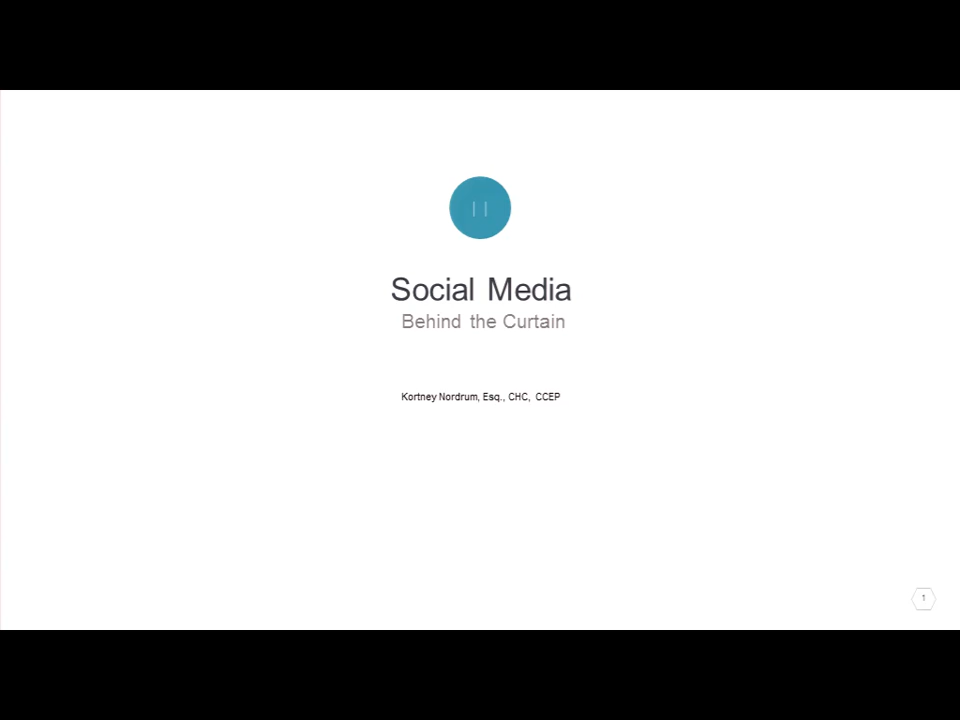 Social Media
Behind the Curtain
Kortney Nordrum, Esq., CHC, CCEP
1